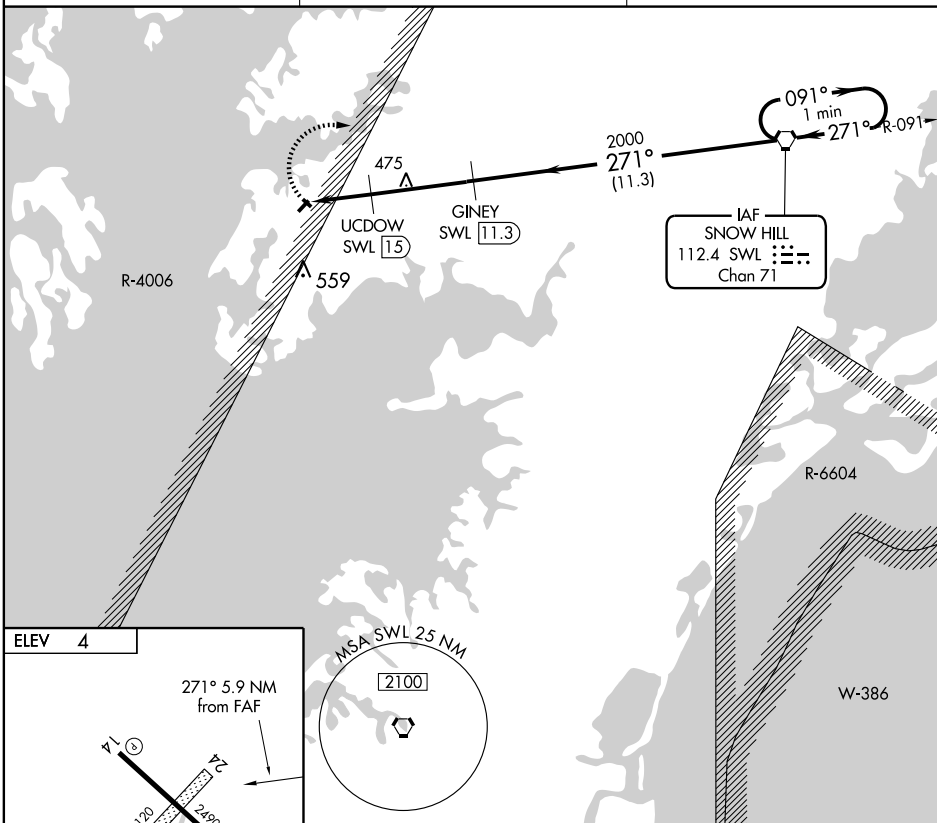 091°
1 min
271°
R-091
2000
271°
(11.3)
475
UCDOW
SWL 15
GINEY
SWL 11.3
IAF
SNOW HILL
112.4 SWL
Chan 71
R-4006
559
R-6604
ELEV 4
MSA SWL 25 NM
2100
271° 5.9 NM
from FAF
W-386
14
P
24
120
2490